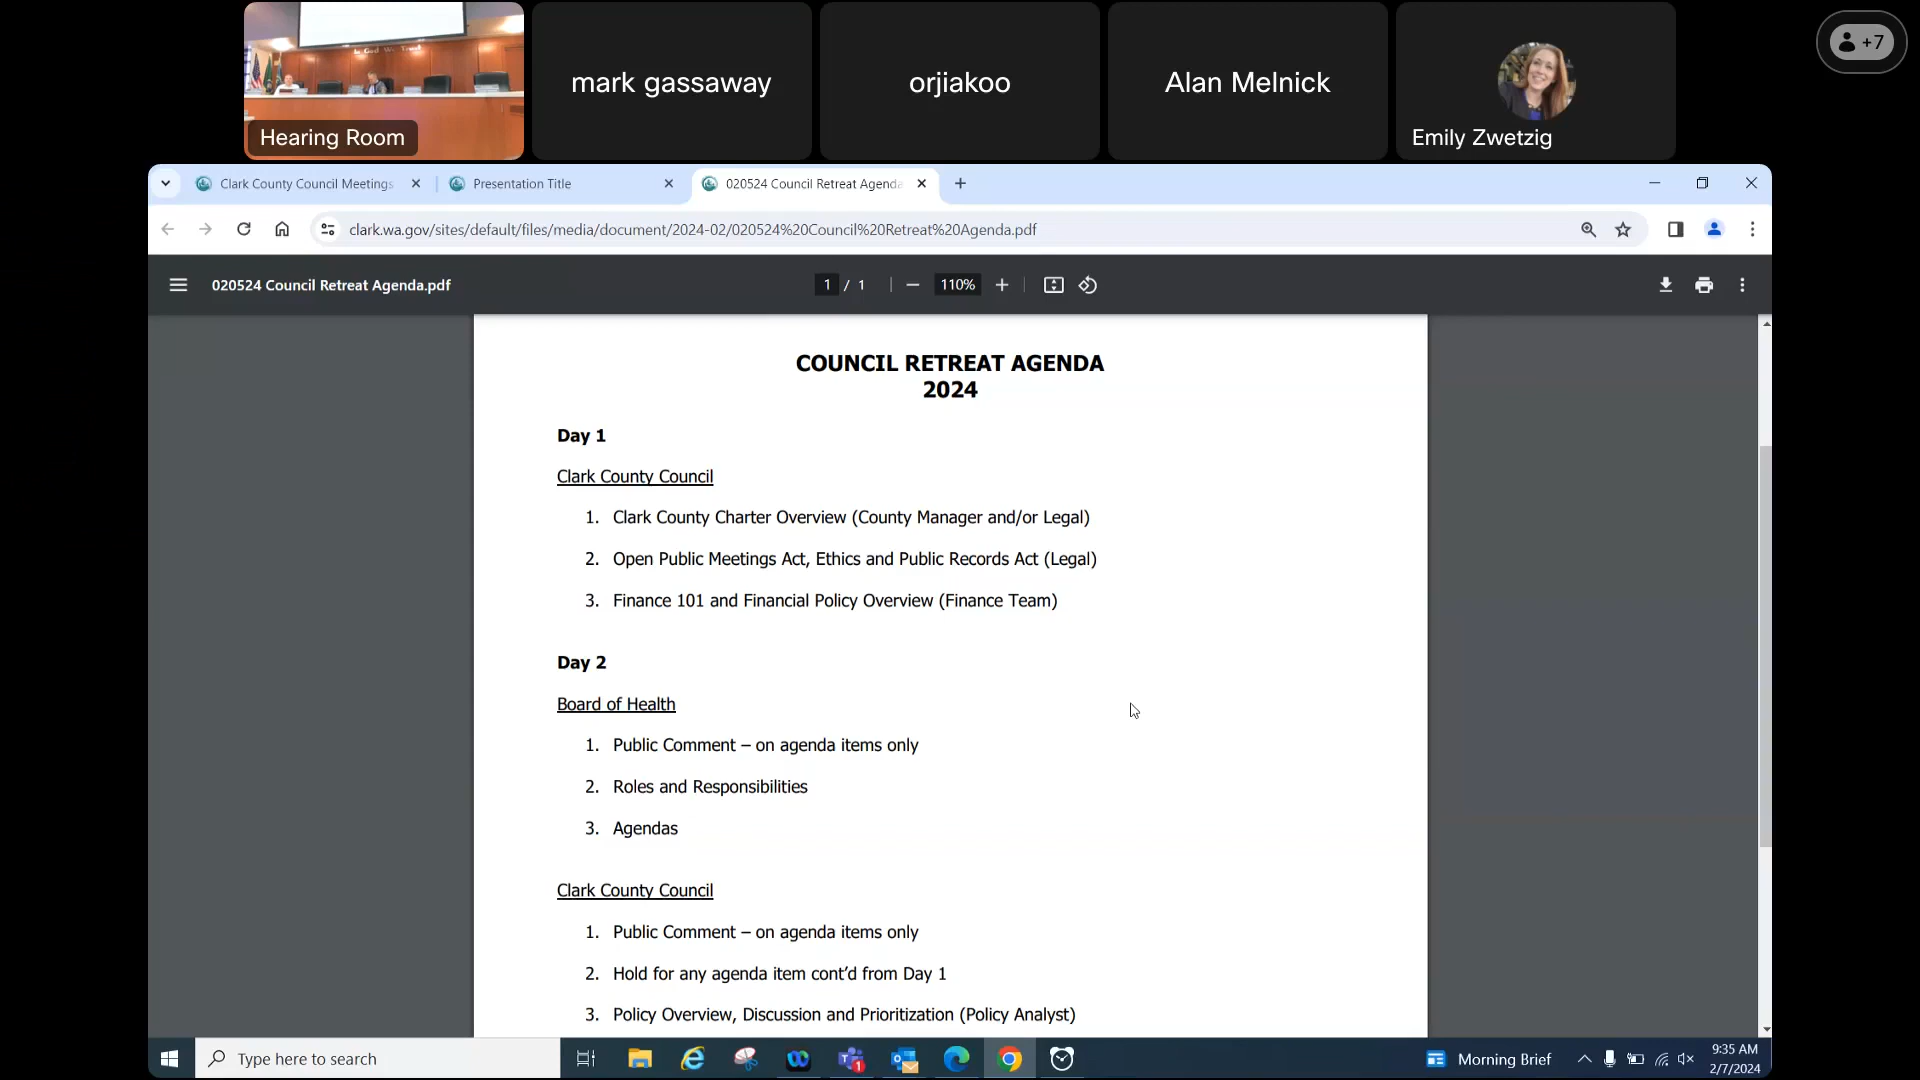 In God We Trust
Hearing Room
mark gassaway
orjiakoo
Alan Melnick
Emily Zwetzig
+7
Clark County Council Meetings
Presentation Title
020524 Council Retreat Agenda
clark.wa.gov/sites/default/files/media/document/2024-02/020524%20Council%20Retreat%20Agenda.pdf
020524 Council Retreat Agenda.pdf
1 / 1
110%
COUNCIL RETREAT AGENDA
2024
Day 1
Clark County Council
1. Clark County Charter Overview (County Manager and/or Legal)
2. Open Public Meetings Act, Ethics and Public Records Act (Legal)
3. Finance 101 and Financial Policy Overview (Finance Team)
Day 2
Board of Health
1. Public Comment – on agenda items only
2. Roles and Responsibilities
3. Agendas
Clark County Council
1. Public Comment – on agenda items only
2. Hold for any agenda item cont'd from Day 1
3. Policy Overview, Discussion and Prioritization (Policy Analyst)
Type here to search
1
Morning Brief
9:35 AM
2/7/2024